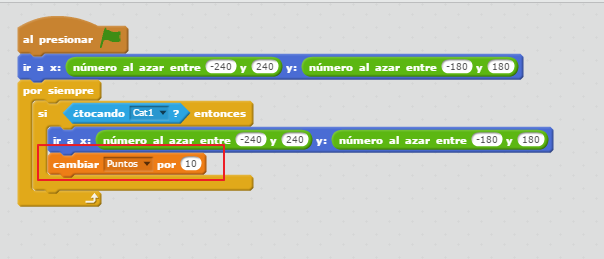 al presionar
ir a x: número al azar entre -240 y 240 y: número al azar entre -180 y 180
por siempre
si ¿tocando Cat1 ? entonces
ir a x: número al azar entre -240 y 240 y: número al azar entre -180 y 180
cambiar Puntos por 10